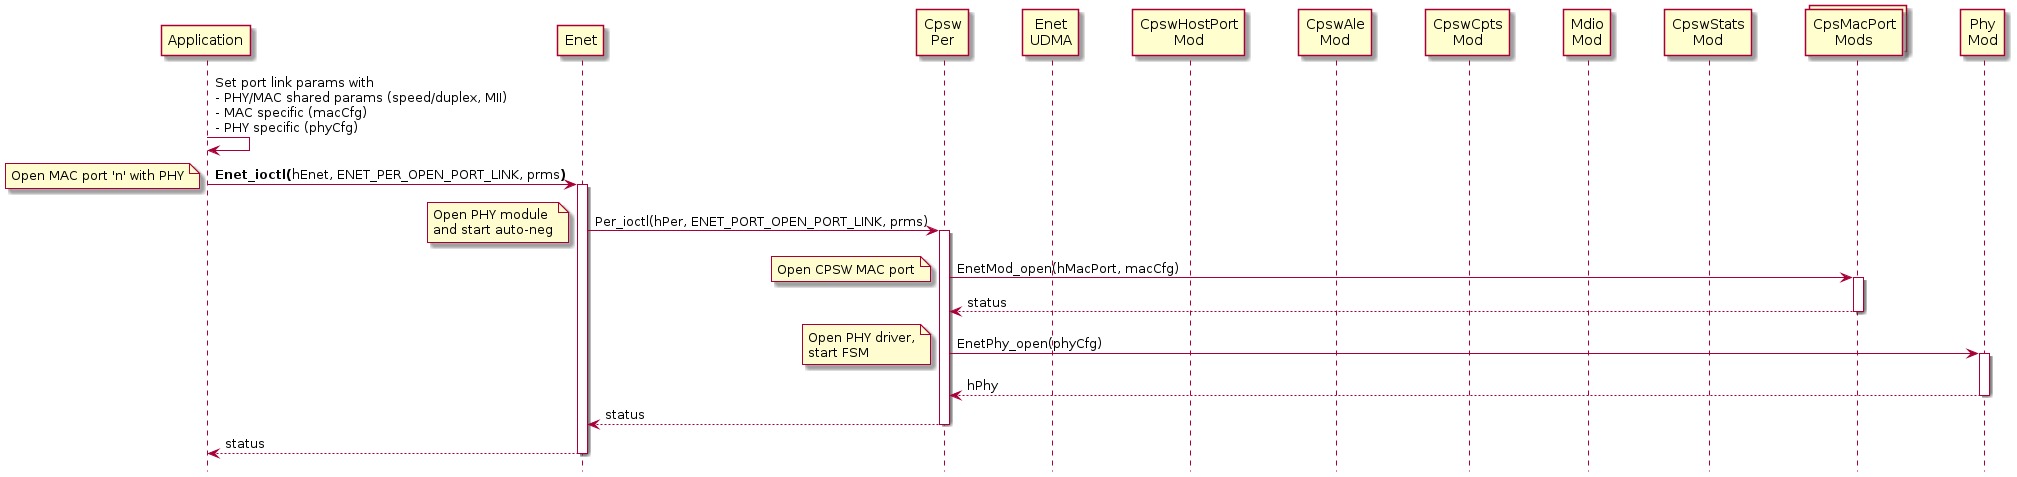 Application
Enet
Cpsw
Per
Enet
UDMA
CpswHostPort
Mod
CpswAle
Mod
CpswCpts
Mod
Mdio
Mod
CpswStats
Mod
CpsMacPort
Mods
Phy
Mod
Set port link params with
- PHY/MAC shared params (speed/duplex, MII)
- MAC specific (macCfg)
- PHY specific (phyCfg)
Open MAC port 'n' with PHY
Enet_ioctl(hEnet, ENET_PER_OPEN_PORT_LINK, prms)
Open PHY module
and start auto-neg
Per_ioctl(hPer, ENET_PORT_OPEN_PORT_LINK, prms)
Open CPSW MAC port
EnetMod_open(hMacPort, macCfg)
status
Open PHY driver,
start FSM
EnetPhy_open(phyCfg)
hPhy
status
status